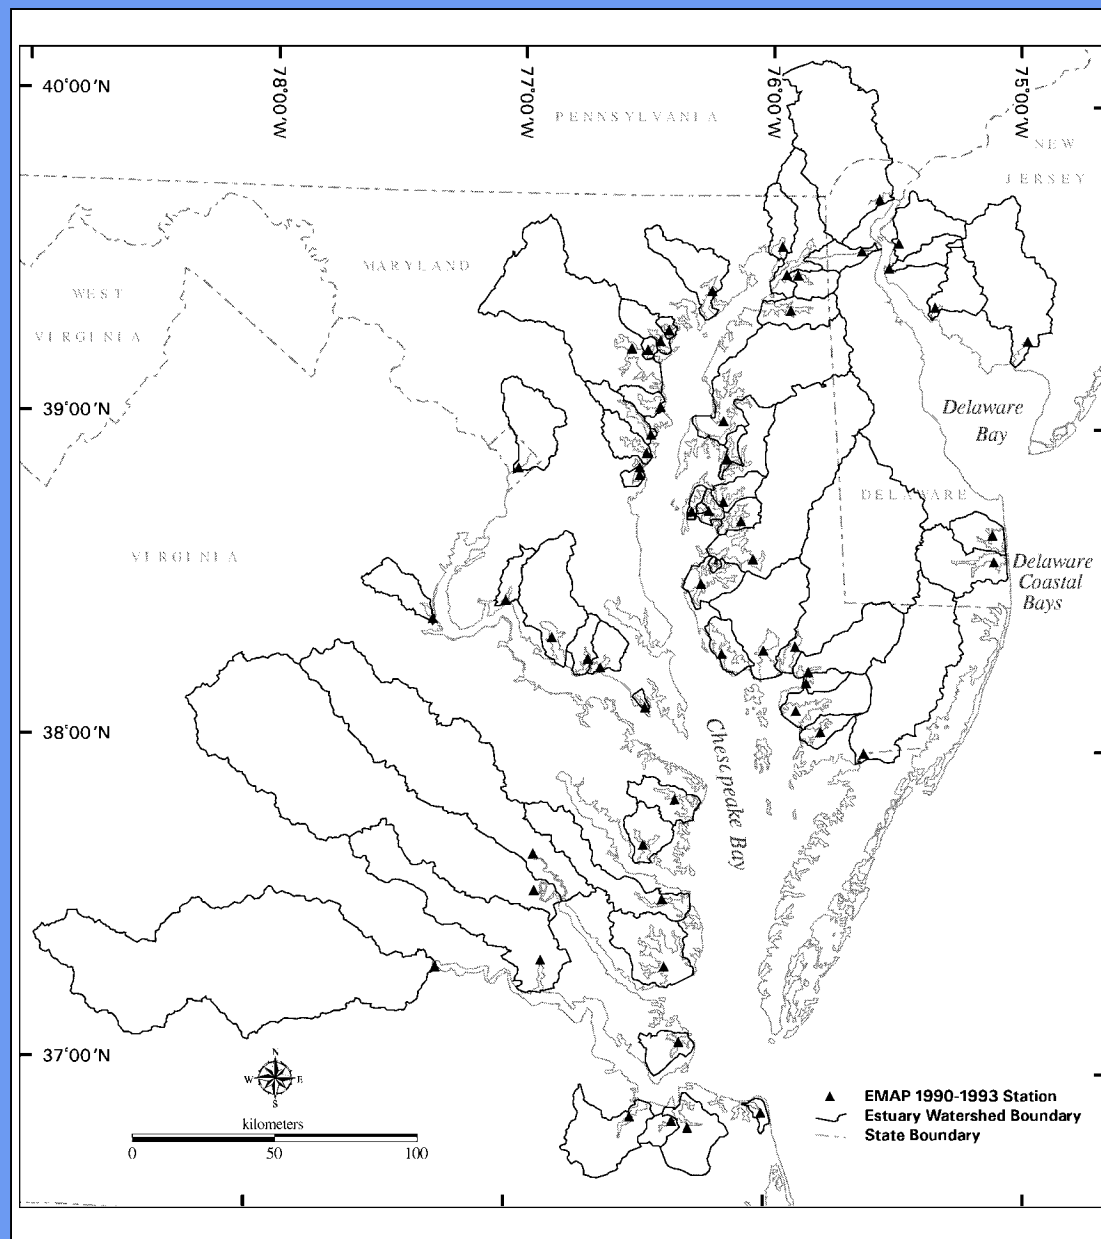 40°00'N
78°00'W
77°00'W
76°00'W
75°00'W
PENNSYLVANIA
NEW
JERSEY
MARYLAND
WEST
VIRGINIA
39°00'N
Delaware
Bay
DELAWARE
VIRGINIA
Delaware
Coastal
Bays
38°00'N
Chesapeake Bay
37°00'N
N
W E
S
kilometers
0 50 100
EMAP 1990-1993 Station
Estuary Watershed Boundary
State Boundary